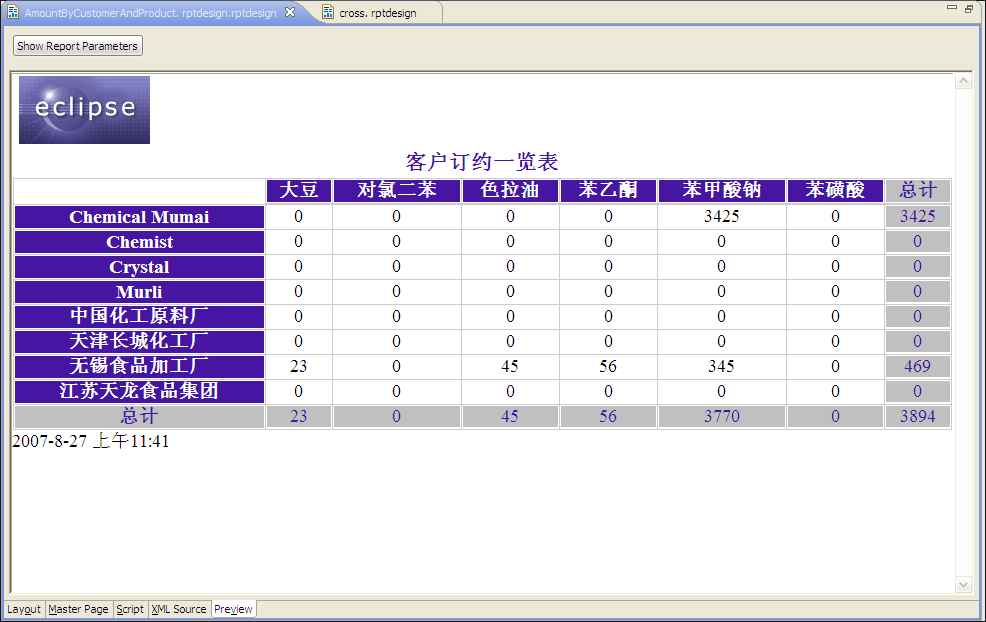 AmountByCustomerAndProduct. rptdesign.rptdesign cross. rptdesign
Show Report Parameters
eclipse
客户订约一览表
大豆 对氯二苯 色拉油 苯乙酮 苯甲酸钠 苯磺酸 总计
Chemical Mumai 0 0 0 0 3425 0 3425
Chemist 0 0 0 0 0 0 0
Crystal 0 0 0 0 0 0 0
Murli 0 0 0 0 0 0 0
中国化工原料厂 0 0 0 0 0 0 0
天津长城化工厂 0 0 0 0 0 0 0
无锡食品加工厂 23 0 45 56 345 0 469
江苏天龙食品集团 0 0 0 0 0 0 0
总计 23 0 45 56 3770 0 3894
2007-8-27 上午11:41
Layout Master Page Script XML Source Preview